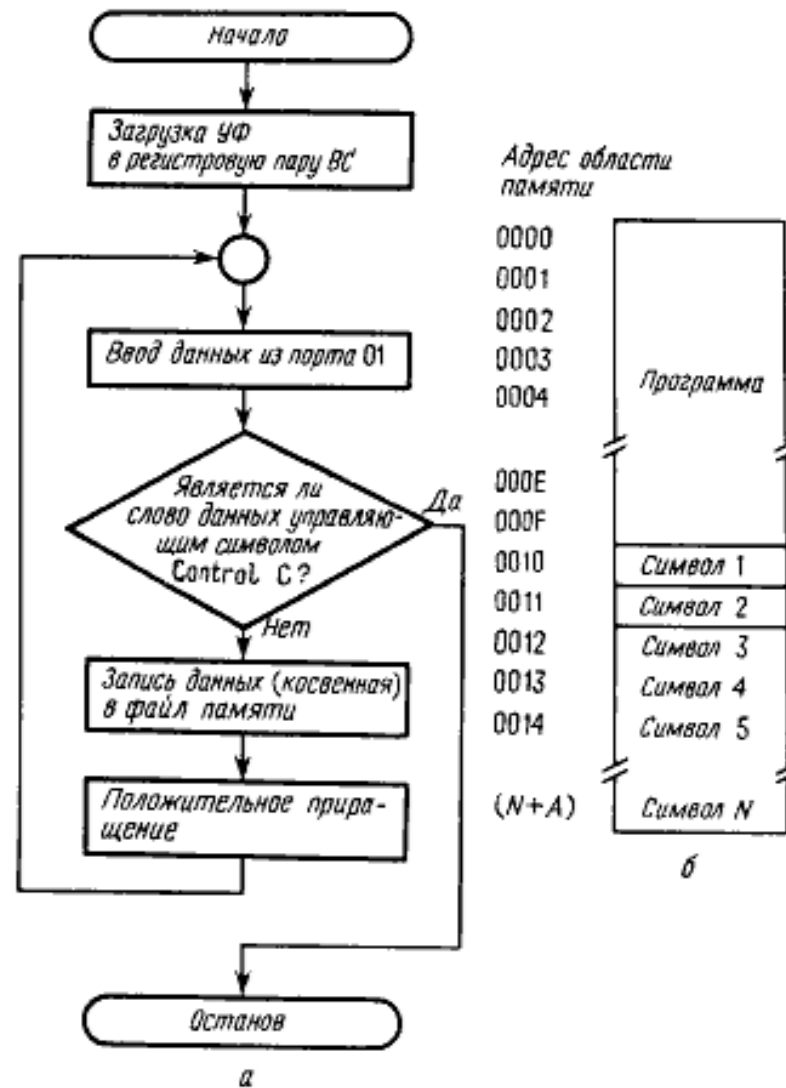 Начало
Загрузка УФ
в регистровую пару ВС
Ввод данных из порта 01
Является ли
слово данных управляю-
щим символом
Control C?
Да
Нет
Запись данных (косвенная)
в файл памяти
Положительное прира-
щение
Останов
а
Адрес области
памяти
0000
0001
0002
0003
0004
Программа
000E
000F
0010
Символ 1
0011
Символ 2
0012
Символ 3
0013
Символ 4
0014
Символ 5
(N+A)
Символ N
б